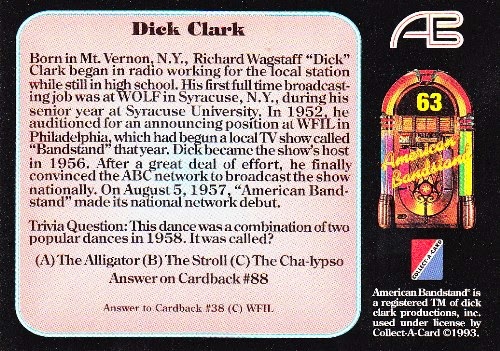 Dick Clark
Born in Mt. Vernon, N.Y., Richard Wagstaff “Dick”
Clark began in radio working for the local station
while still in high school. His first full time broadcast-
ing job was at WOLF in Syracuse, N.Y., during his
senior year at Syracuse University. In 1952, he
auditioned for an announcing position at WFIL in
Philadelphia, which had begun a local TV show called
“Bandstand” that year. Dick became the show’s host
in 1956. After a great deal of effort, he finally
convinced the ABC network to broadcast the show
nationally. On August 5, 1957, “American Band-
stand” made its national network debut.
Trivia Question: This dance was a combination of two
popular dances in 1958. It was called?
(A) The Alligator (B) The Stroll (C) The Cha-lypso
Answer on Cardback #88
Answer to Cardback #38 (C) WFIL
AB
63
American
Bandstand
COLLECT-A-CARD
American Bandstand® is
a registered TM of dick
clark productions, inc.
used under license by
Collect-A-Card ©1993.